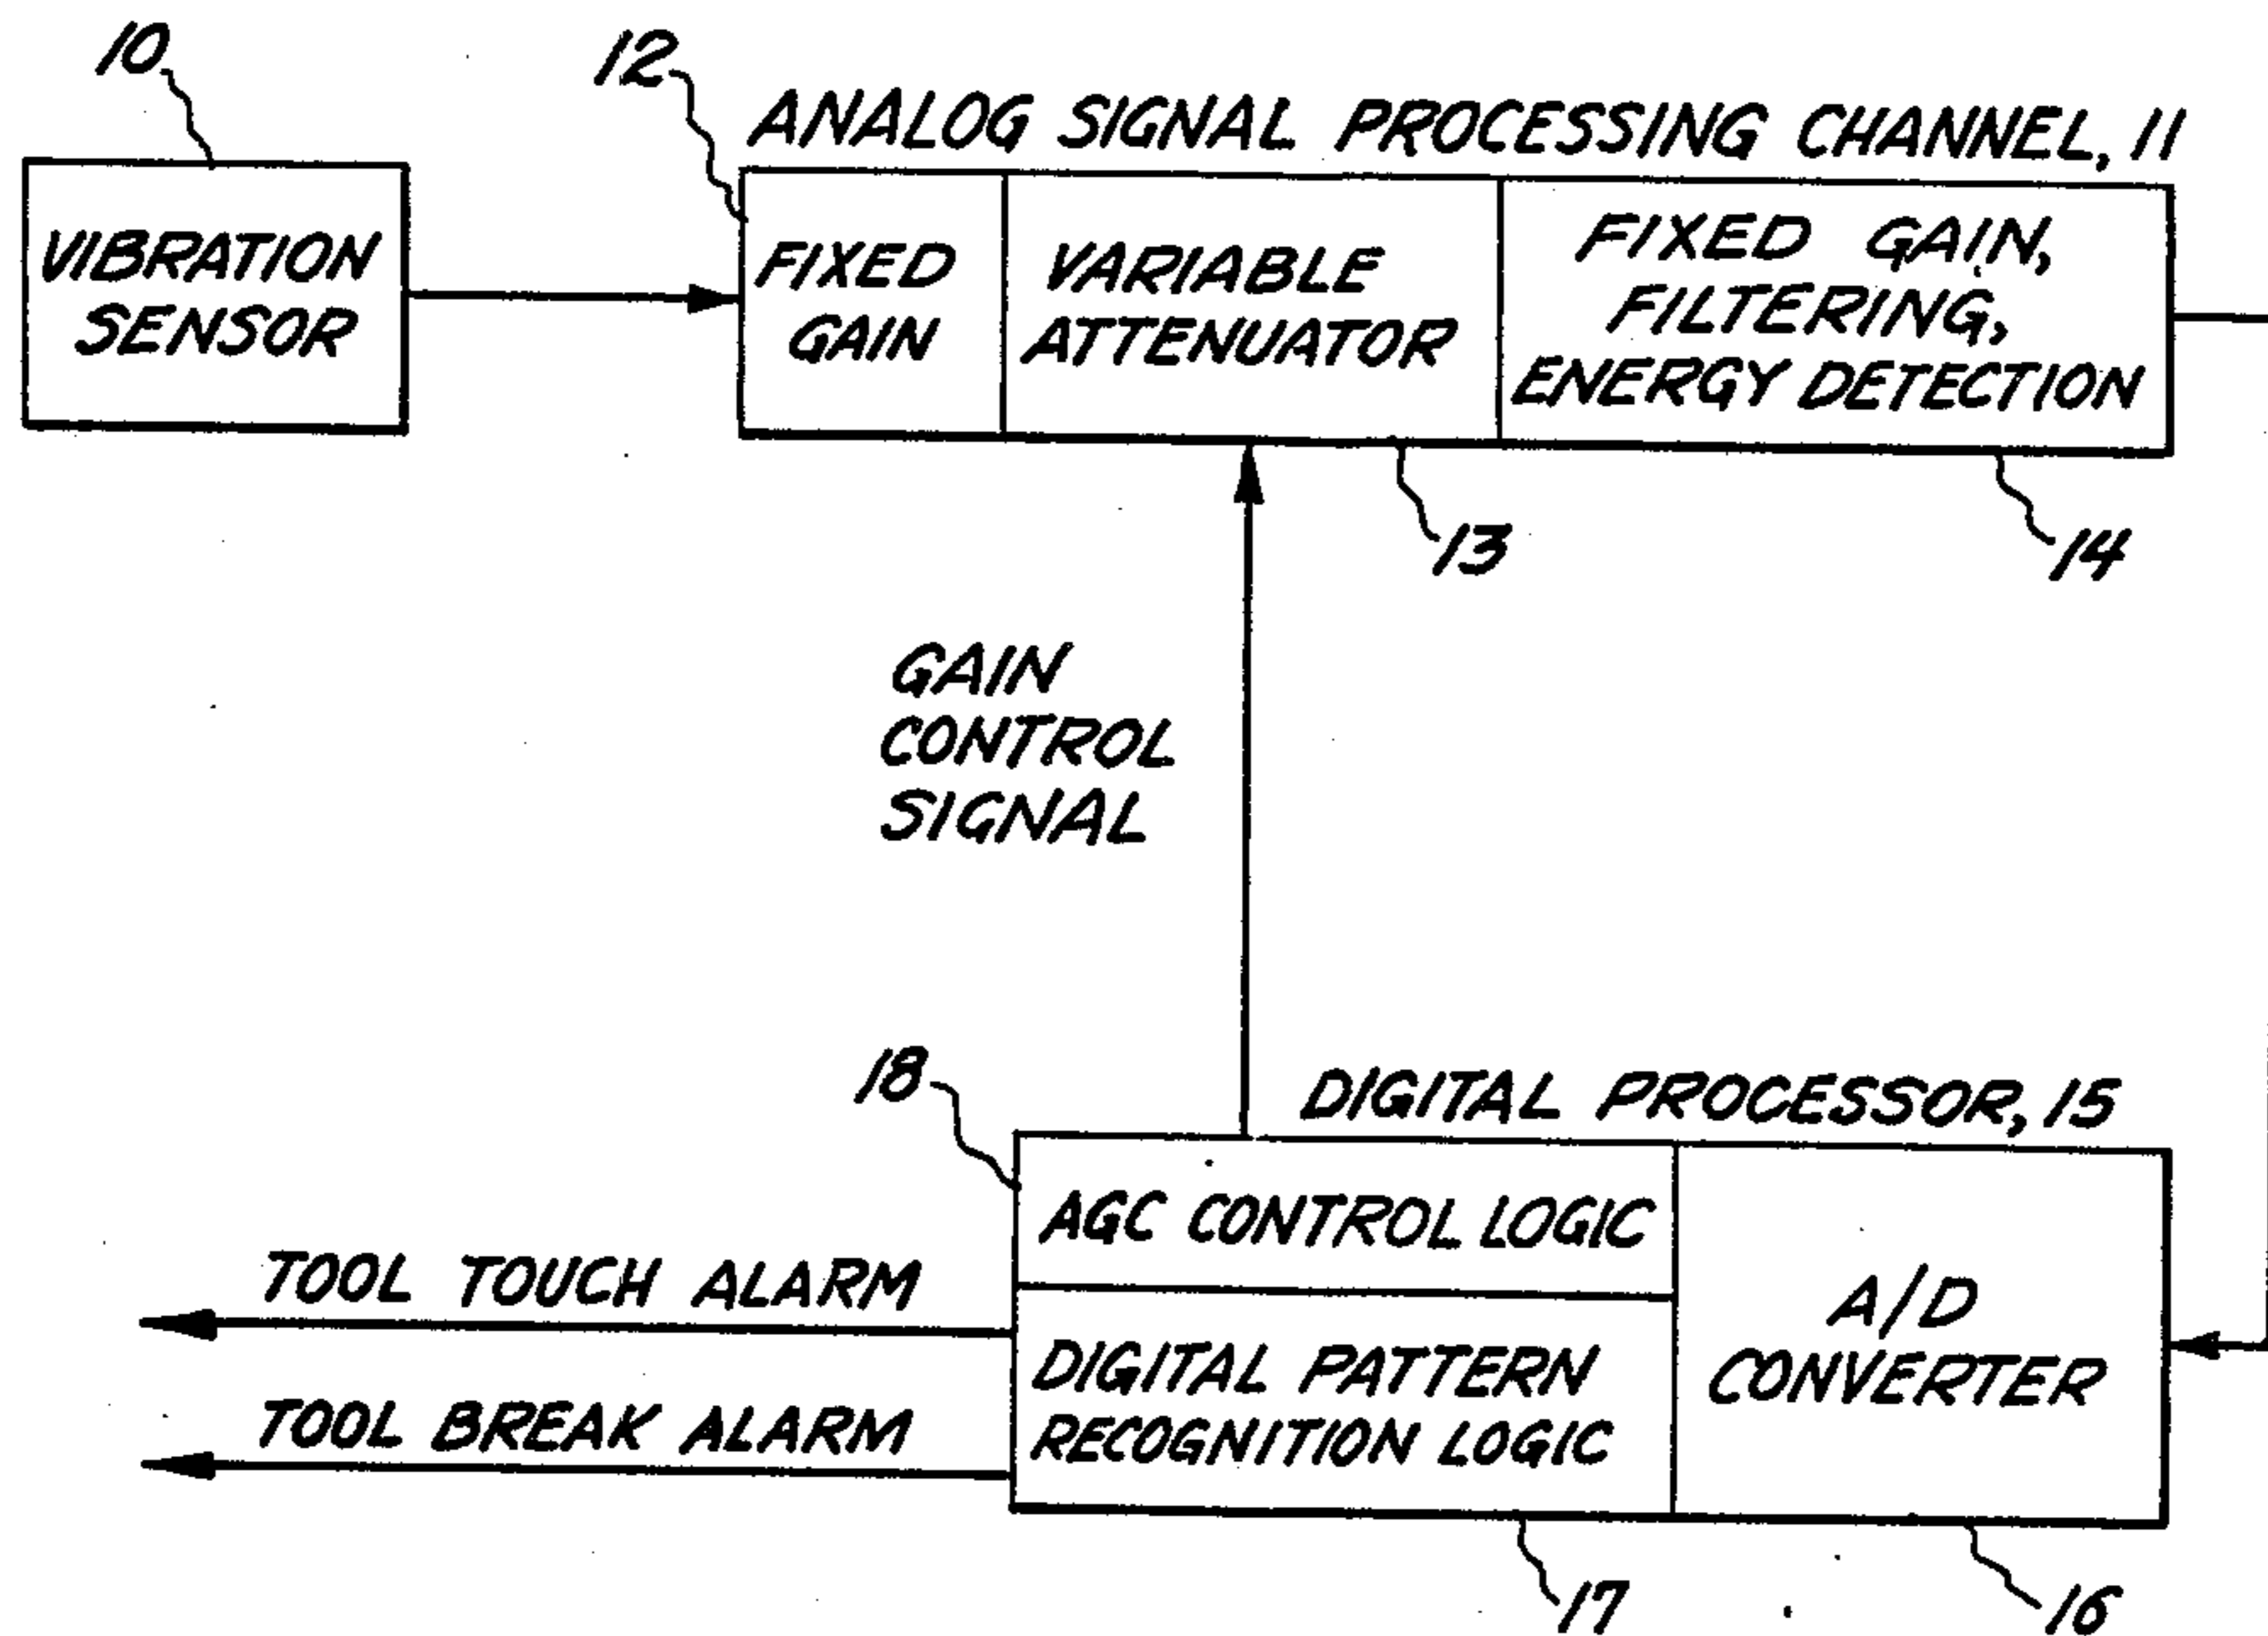 10
12
ANALOG SIGNAL PROCESSING CHANNEL, 11
VIBRATION
SENSOR
FIXED
GAIN
VARIABLE
ATTENUATOR
FIXED GAIN,
FILTERING,
ENERGY DETECTION
13
14
GAIN
CONTROL
SIGNAL
18
DIGITAL PROCESSOR, 15
AGC CONTROL LOGIC
TOOL TOUCH ALARM
A/D
CONVERTER
DIGITAL PATTERN
RECOGNITION LOGIC
TOOL BREAK ALARM
17
16